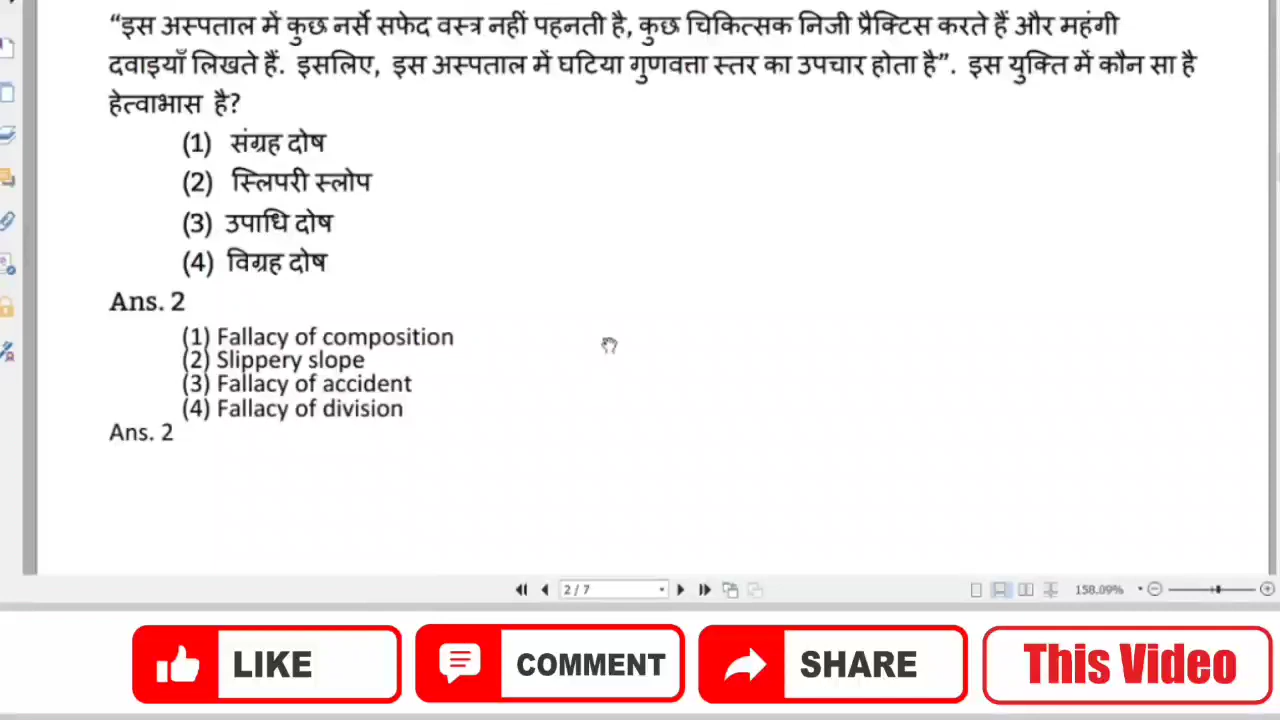 “इस अस्पताल में कुछ नर्से सफेद वस्त्र नहीं पहनती है, कुछ चिकित्सक निजी प्रैक्टिस करते हैं और महंगी
दवाइयाँ लिखते हैं. इसलिए, इस अस्पताल में घटिया गुणवत्ता स्तर का उपचार होता है”. इस युक्ति में कौन सा है
हेत्वाभास है?
(1) संग्रह दोष
(2) स्लिपरी स्लोप
(3) उपाधि दोष
(4) विग्रह दोष
Ans. 2
(1) Fallacy of composition
(2) Slippery slope
(3) Fallacy of accident
(4) Fallacy of division
Ans. 2
2 / 7
158.09%
LIKE
COMMENT
SHARE
This Video